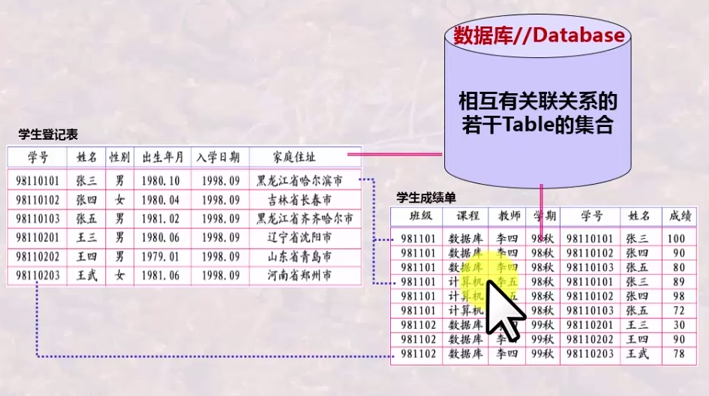 数据库//Database
相互有关联关系的
若干Table的集合
学生登记表
学号 姓名 性别 出生年月 入学日期 家庭住址
98110101 张三 男 1980.10 1998.09 黑龙江省哈尔滨市
98110102 张四 女 1980.04 1998.09 吉林省长春市
98110103 张五 男 1981.02 1998.09 黑龙江省齐齐哈尔市
98110201 王三 男 1980.06 1998.09 辽宁省沈阳市
98110202 王四 男 1979.01 1998.09 山东省青岛市
98110203 王武 女 1981.06 1998.09 河南省郑州市
学生成绩单
班级 课程 教师 学期 学号 姓名 成绩
981101 数据库 李四 98秋 98110101 张三 100
981101 数据库 李四 98秋 98110102 张四 90
981101 数据库 李四 98秋 98110103 张五 80
981101 计算机 李五 98秋 98110101 张三 89
981101 计算机 五 98秋 98110102 张四 98
981101 计算机 98秋 98110103 张五 72
981102 数据库 99秋 98110201 王三 30
981102 数据库 李四 99秋 98110202 王四 90
981102 数据库 李四 99秋 98110203 王武 78